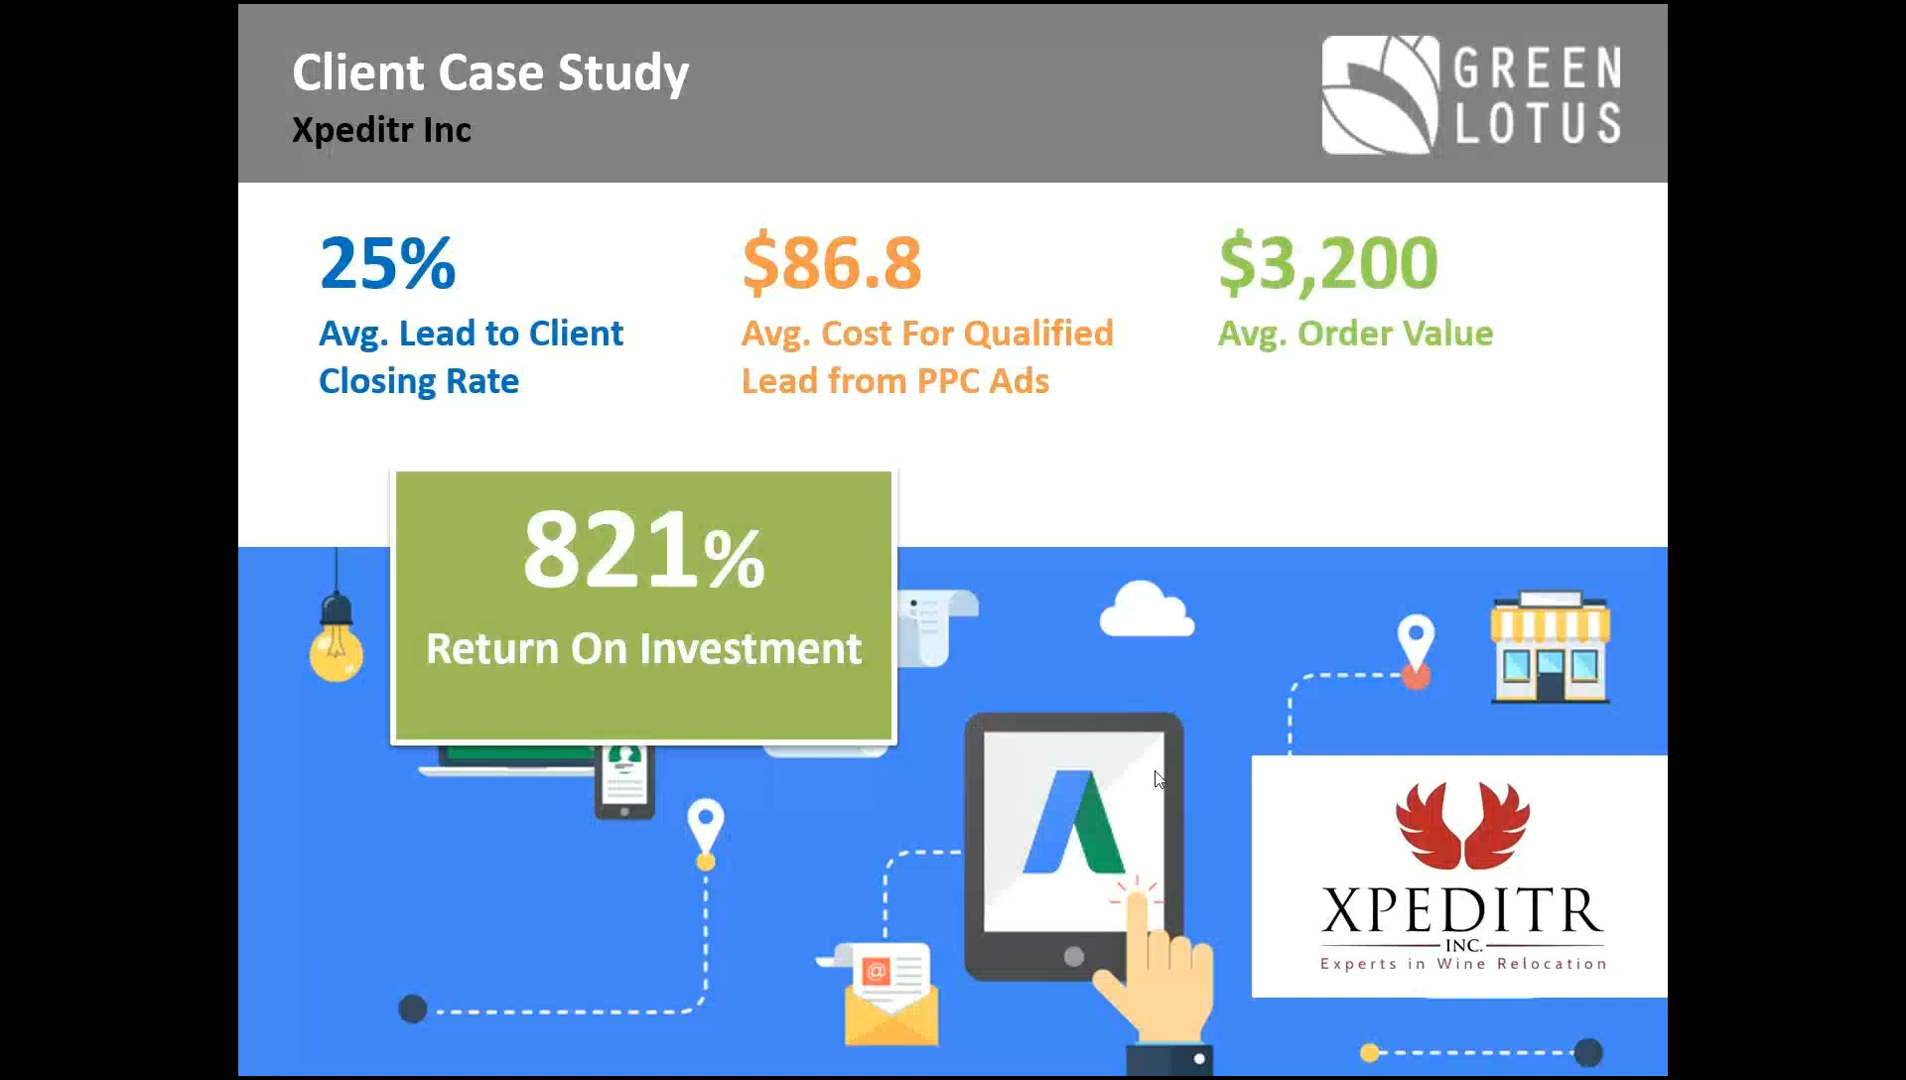 Client Case Study
Xpeditr Inc
GREEN
LOTUS
25%
Avg. Lead to Client
Closing Rate
$86.8
Avg. Cost For Qualified
Lead from PPC Ads
$3,200
Avg. Order Value
821%
Return On Investment
@
XPEDITR
INC.
Experts in Wine Relocation